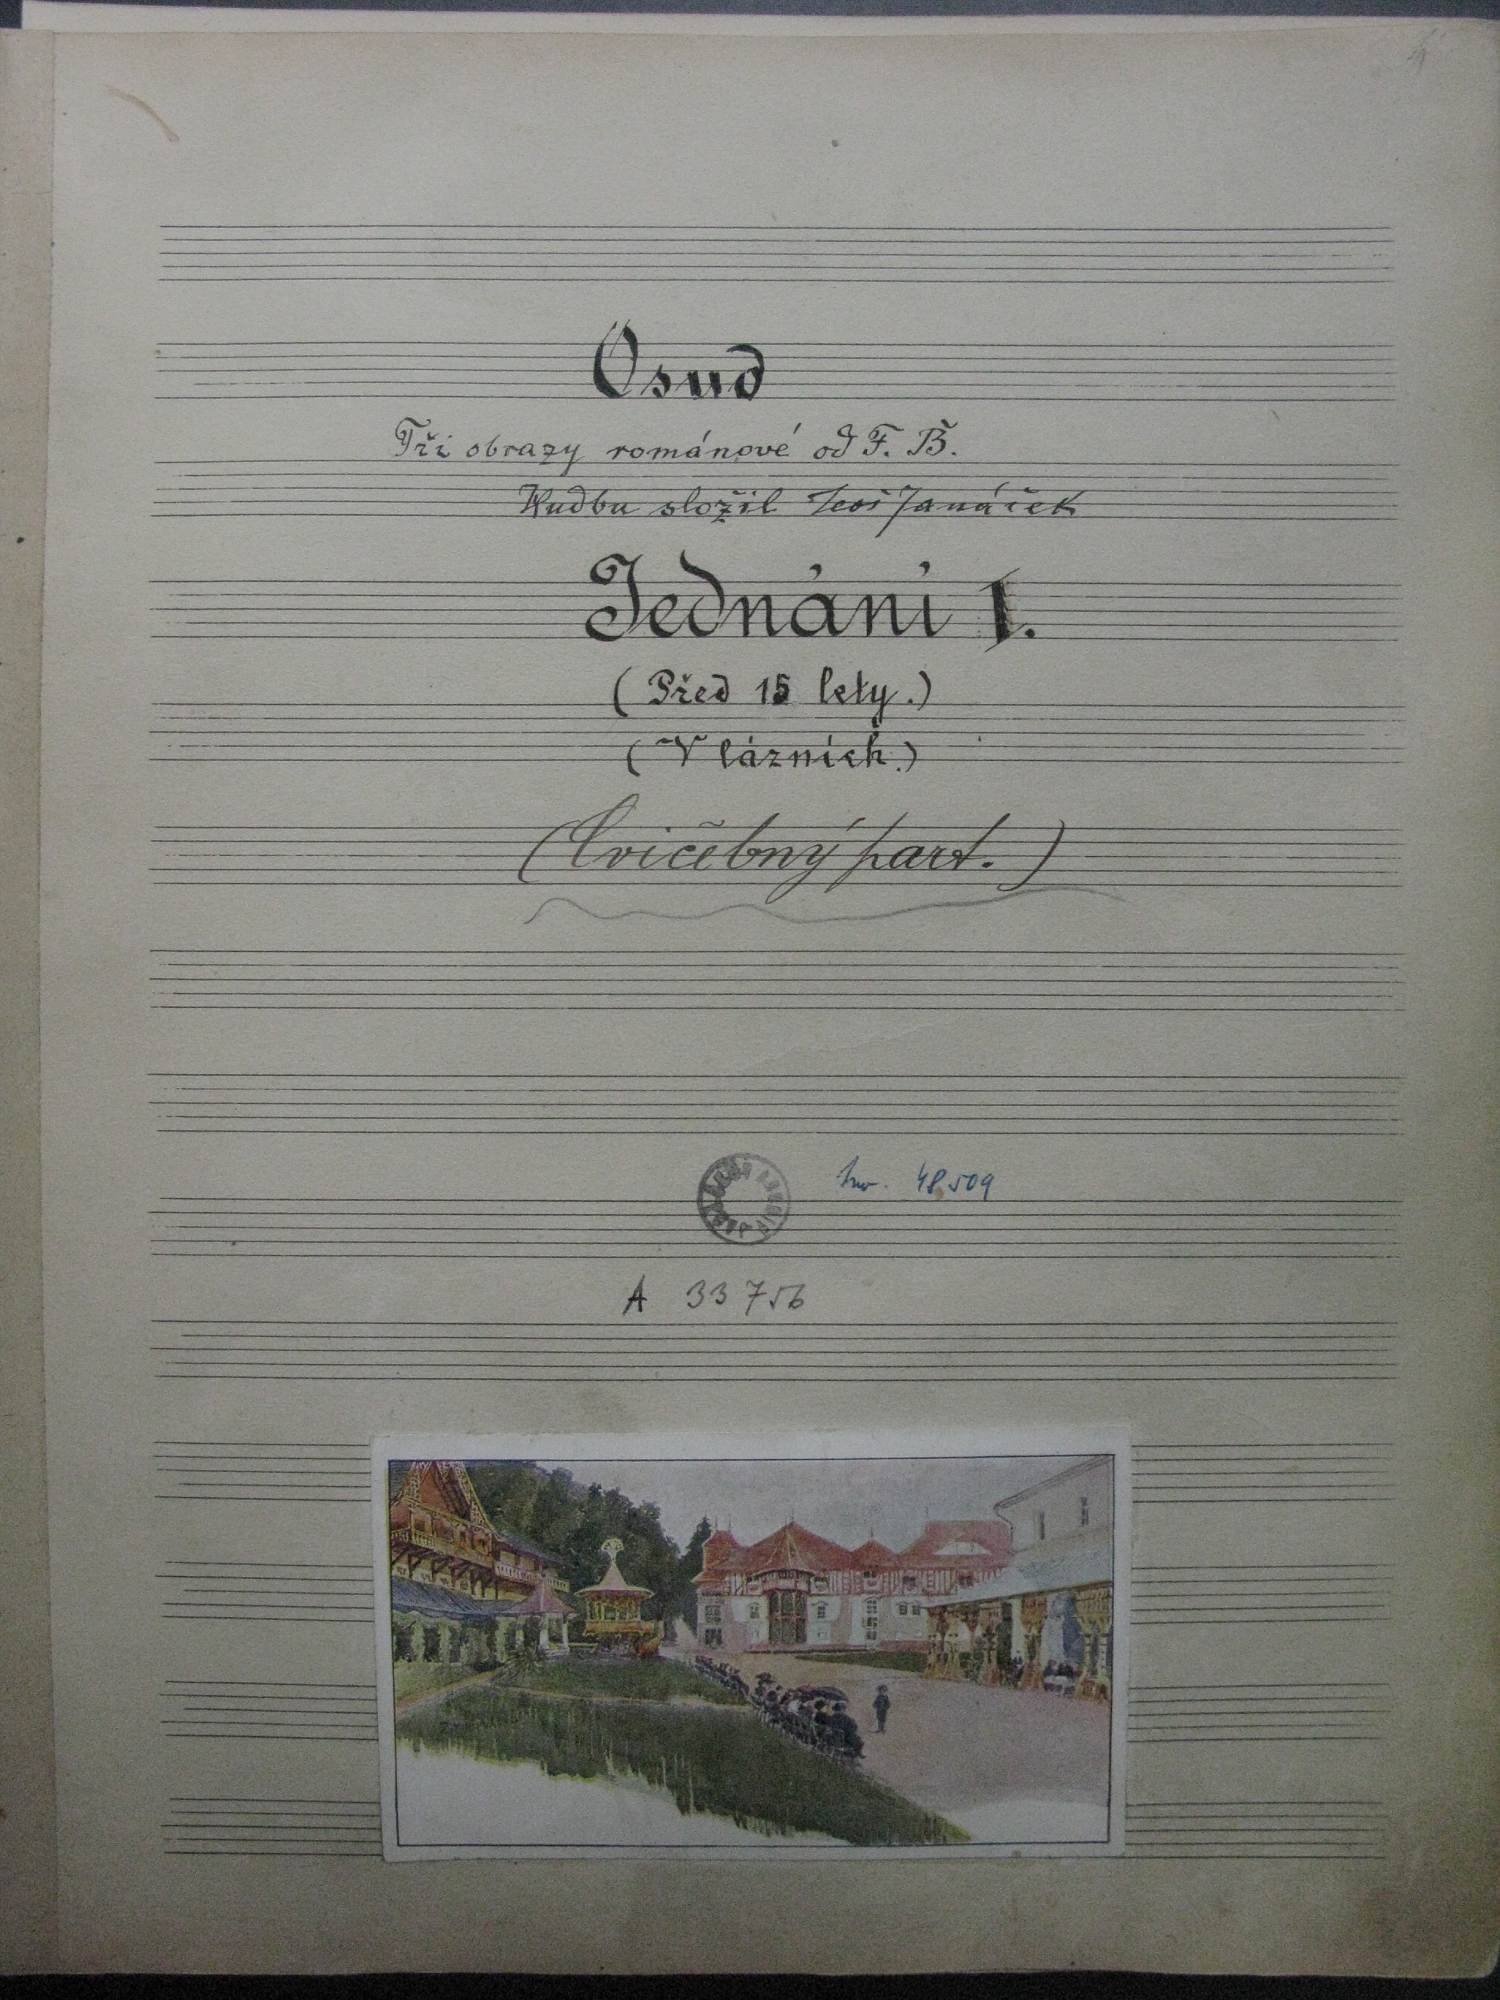 Osud
Tři obrazy románové od F. B.
Hudbu složil Leoš Janáček
Jednání I.
(Před 15 lety.)
(V lázních.)
(Cvičebný part.)
Inv. 48509
A 33756